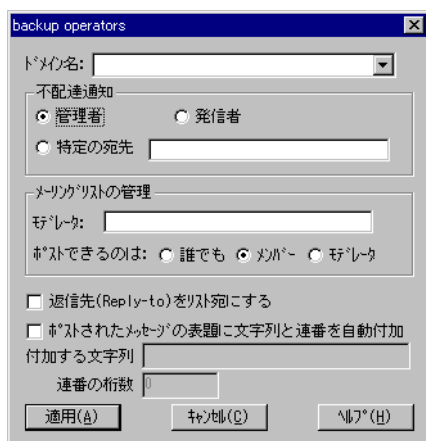 backup operators
ﾄﾞﾒｲﾝ名:
不配達通知
管理者 発信者
特定の宛先
ﾒｰﾘﾝｸﾞﾘｽﾄの管理
ﾓﾃﾞﾚｰﾀ:
ﾎﾟｽﾄできるのは: 誰でも ﾒﾝﾊﾞｰ ﾓﾃﾞﾚｰﾀ
返信先(Reply-to)をﾘｽﾄ宛にする
ﾎﾟｽﾄされたﾒｯｾｰｼﾞの表題に文字列と連番を自動付加
付加する文字列
連番の桁数 0
適用(A) ｷｬﾝｾﾙ(C) ﾍﾙﾌﾟ(H)